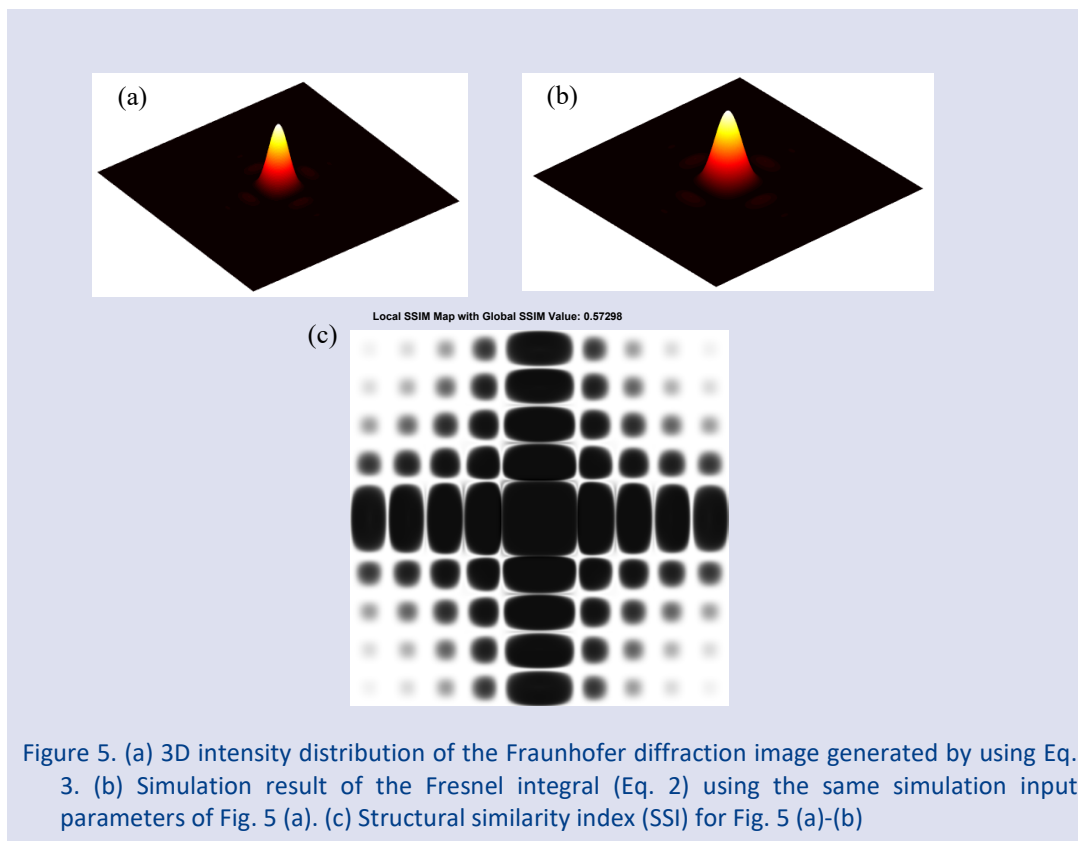 (a)
(b)
Local SSIM Map with Global SSIM Value: 0.57298
(c)
Figure 5. (a) 3D intensity distribution of the Fraunhofer diffraction image generated by using Eq.
3. (b) Simulation result of the Fresnel integral (Eq. 2) using the same simulation input
parameters of Fig. 5 (a). (c) Structural similarity index (SSI) for Fig. 5 (a)-(b)